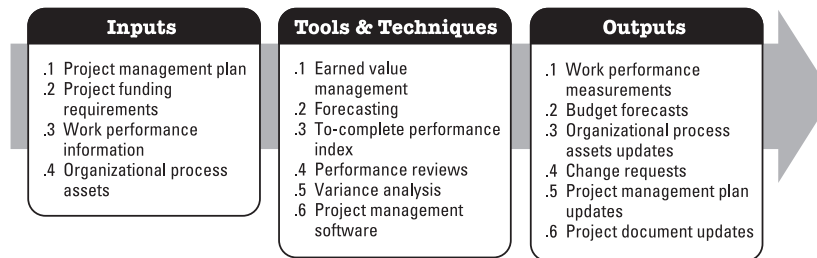 Inputs
.1 Project management plan
.2 Project funding
requirements
.3 Work performance
information
.4 Organizational process
assets
Tools & Techniques
.1 Earned value
management
.2 Forecasting
.3 To-complete performance
index
.4 Performance reviews
.5 Variance analysis
.6 Project management
software
Outputs
.1 Work performance
measurements
.2 Budget forecasts
.3 Organizational process
assets updates
.4 Change requests
.5 Project management plan
updates
.6 Project document updates